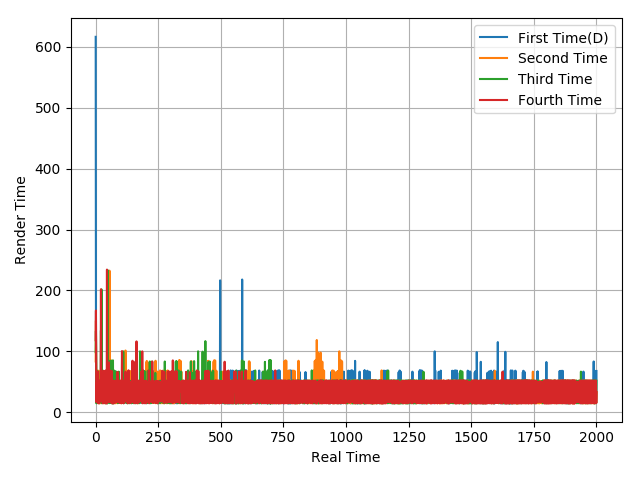 First Time(D)
Second Time
Third Time
Fourth Time
600
500
400
300
200
100
0
Render Time
0
250
500
750
1000
1250
1500
1750
2000
Real Time